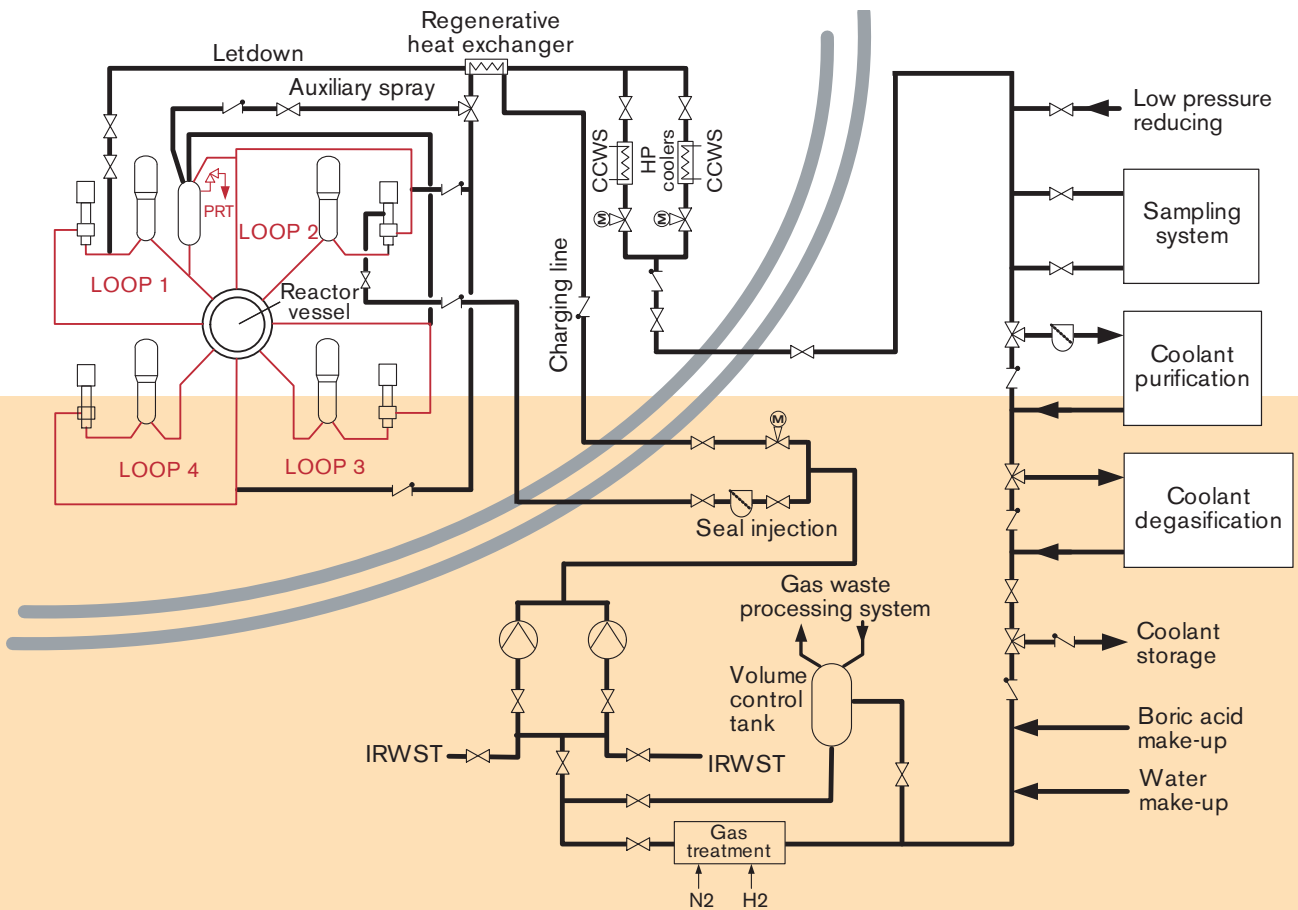 Regenerative
heat exchanger
Letdown
Auxiliary spray
Low pressure
reducing
CCWS
HP
coolers
CCWS
M
M
PRT
LOOP 2
Sampling
system
LOOP 1
Reactor
vessel
Charging line
Coolant
purification
LOOP 4
LOOP 3
M
Coolant
degasification
Seal injection
Gas waste
processing system
Coolant
storage
Volume
control
tank
Boric acid
make-up
IRWST
IRWST
Water
make-up
Gas
treatment
N2
H2